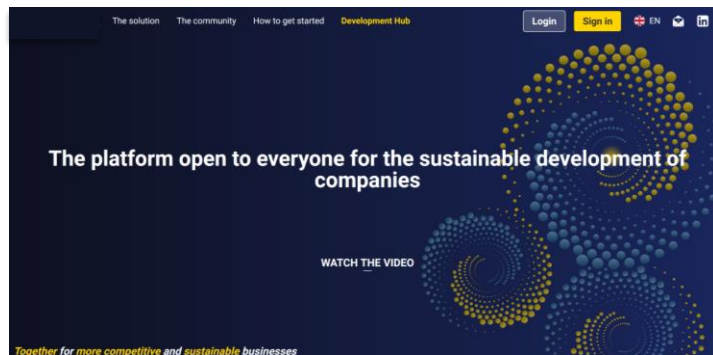 The solution The community How to get started Development Hub Login Sign in EN in
The platform open to everyone for the sustainable development of
companies
WATCH THE VIDEO
Together for more competitive and sustainable businesses